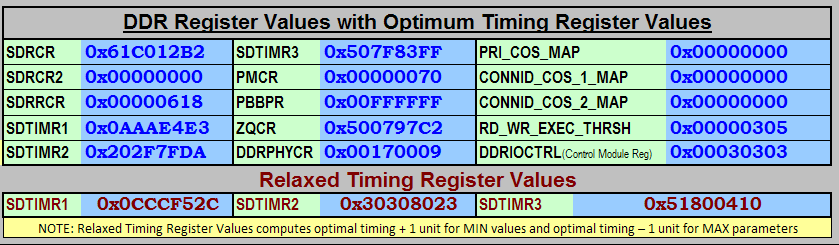 DDR Register Values with Optimum Timing Register Values
SDRCR 0x61C012B2 SDTIMR3 0x507F83FF PRI_COS_MAP 0x00000000
SDRCR2 0x00000000 PMCR 0x00000070 CONNID_COS_1_MAP 0x00000000
SDRRCR 0x00000618 PBBPR 0x00FFFFFF CONNID_COS_2_MAP 0x00000000
SDTIMR1 0x0AAAE4E3 ZQCR 0x500797C2 RD_WR_EXEC_THRSH 0x00000305
SDTIMR2 0x202F7FDA DDRPHYCR 0x00170009 DDRIOCTRL(Control Module Reg) 0x00030303
Relaxed Timing Register Values
SDTIMR1 0x0CCCF52C SDTIMR2 0x30308023 SDTIMR3 0x51800410
NOTE: Relaxed Timing Register Values computes optimal timing + 1 unit for MIN values and optimal timing – 1 unit for MAX parameters